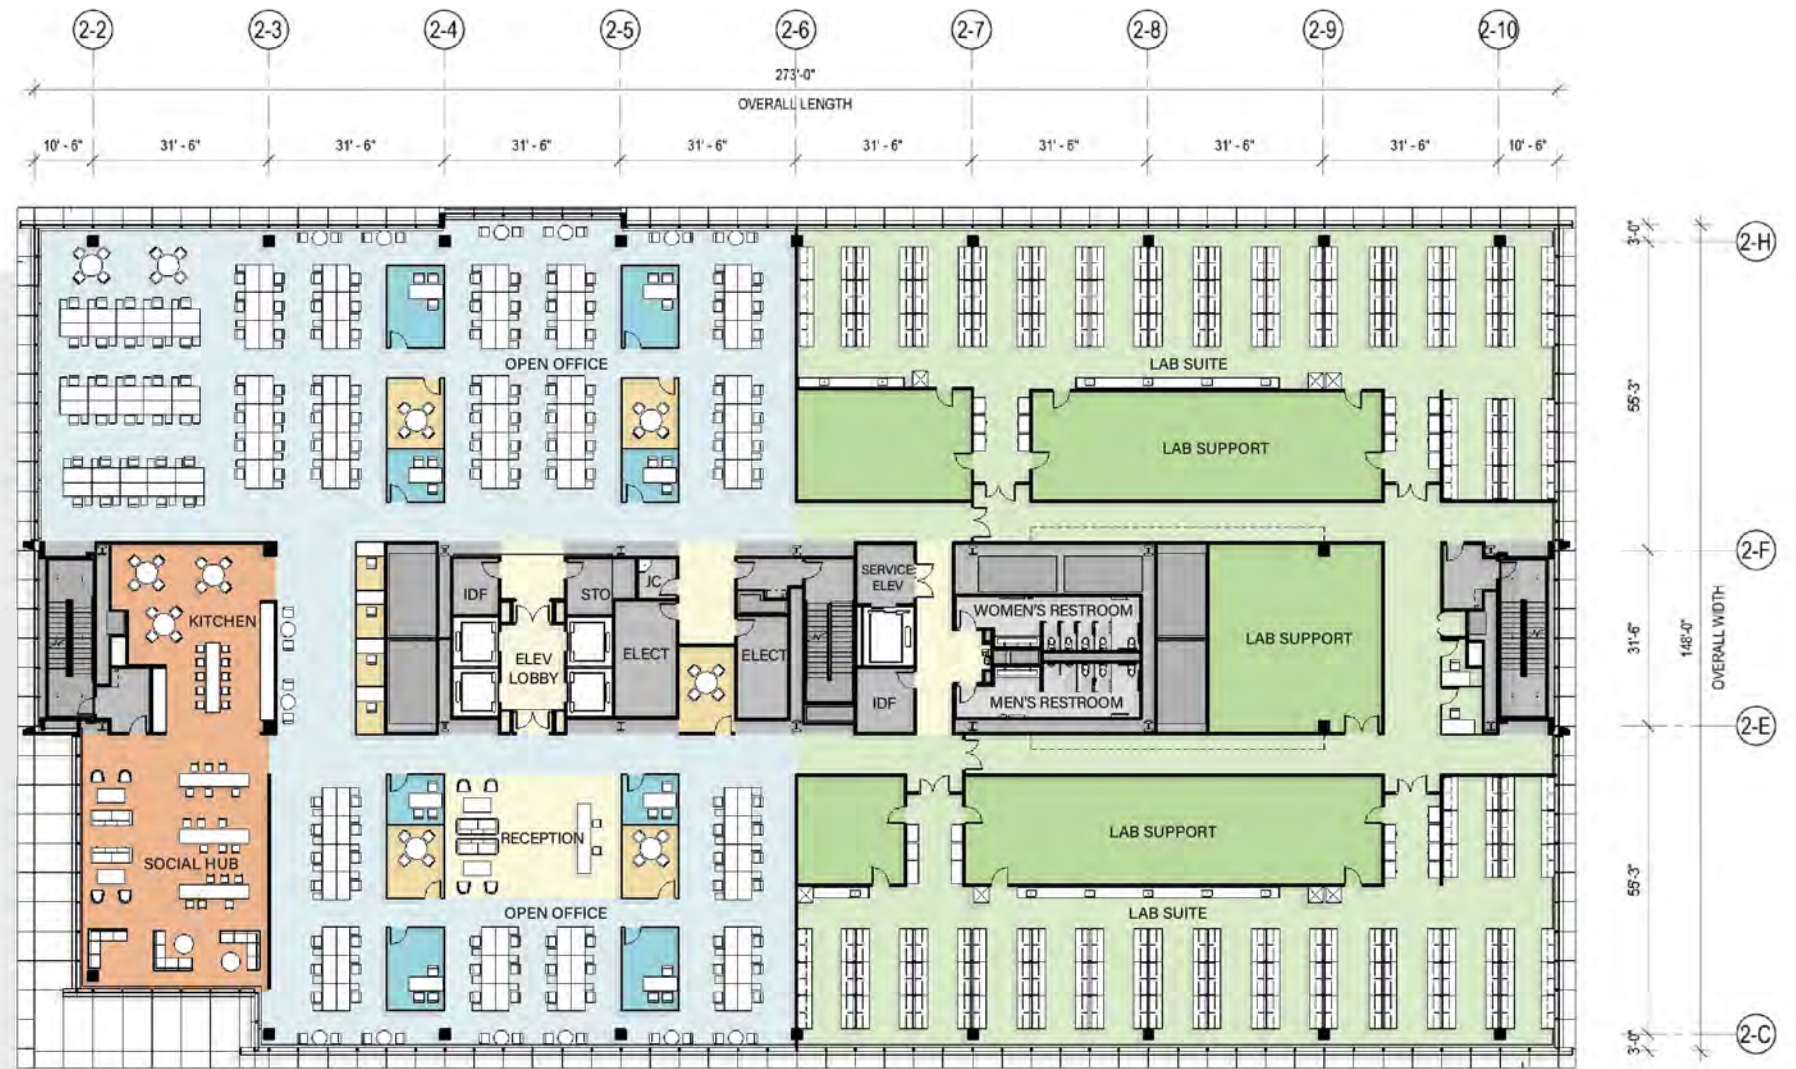 2-2 2-3 2-4 2-5 2-6 2-7 2-8 2-9 2-10
273'-0"
OVERALL LENGTH
10' - 6" 31' - 6" 31' - 6" 31' - 6" 31' - 6" 31' - 6" 31' - 6" 31' - 6" 31' - 6" 10' - 6"
3'-0"
2-H
OPEN OFFICE
LAB SUITE
55'-3"
LAB SUPPORT
2-F
SERVICE
ELEV
JC
IDF
STO
WOMEN'S RESTROOM
KITCHEN
LAB SUPPORT
31'-6"
148'-0"
OVERALL WIDTH
ELECT
ELECT
ELEV
LOBBY
IDF
MEN'S RESTROOM
2-E
LAB SUPPORT
RECEPTION
SOCIAL HUB
55'-3"
OPEN OFFICE
LAB SUITE
3'-0"
2-C